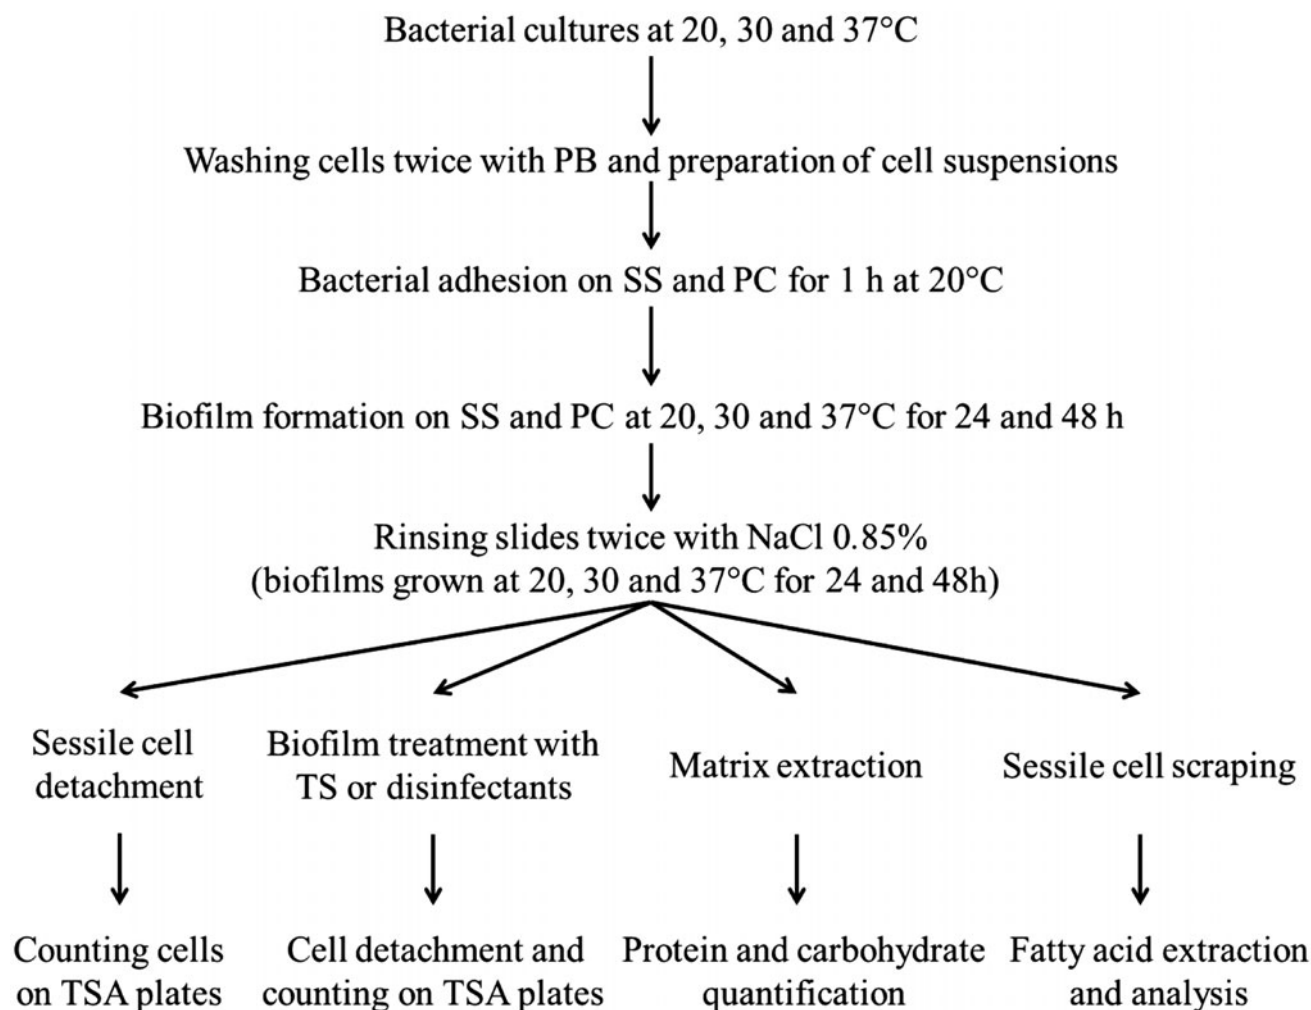 Bacterial cultures at 20, 30 and 37°C
Washing cells twice with PB and preparation of cell suspensions
Bacterial adhesion on SS and PC for 1 h at 20°C
Biofilm formation on SS and PC at 20, 30 and 37°C for 24 and 48 h
Rinsing slides twice with NaCl 0.85%
(biofilms grown at 20, 30 and 37°C for 24 and 48h)
Sessile cell
detachment
Biofilm treatment with
TS or disinfectants
Matrix extraction
Sessile cell scraping
Counting cells
on TSA plates
Cell detachment and
counting on TSA plates
Protein and carbohydrate
quantification
Fatty acid extraction
and analysis